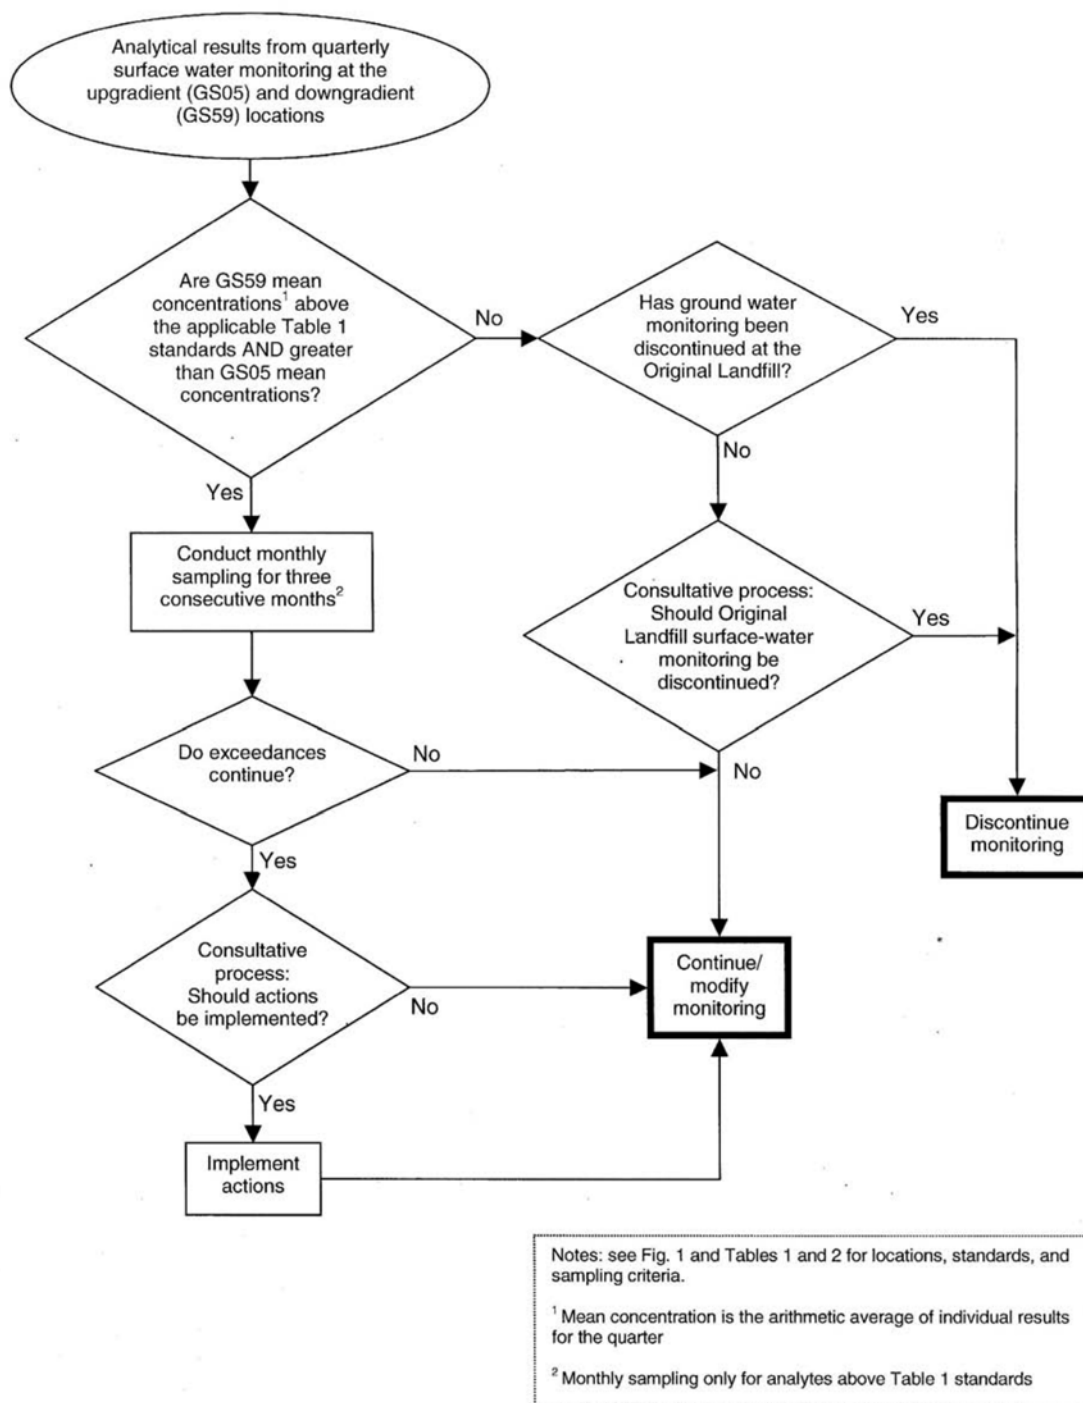 Analytical results from quarterly
surface water monitoring at the
upgradient (GS05) and downgradient
(GS59) locations
Are GS59 mean
concentrations¹ above
the applicable Table 1
standards AND greater
than GS05 mean
concentrations?
No
Has ground water
monitoring been
discontinued at the
Original Landfill?
Yes
No
Yes
Conduct monthly
sampling for three
consecutive months²
Consultative process:
Should Original
Landfill surface-water
monitoring be
discontinued?
Yes
No
Do exceedances
continue?
No
Yes
Discontinue
monitoring
Consultative
process:
Should actions
be implemented?
No
Continue/
modify
monitoring
Yes
Implement
actions
Notes: see Fig. 1 and Tables 1 and 2 for locations, standards, and
sampling criteria.
¹ Mean concentration is the arithmetic average of individual results
for the quarter
² Monthly sampling only for analytes above Table 1 standards